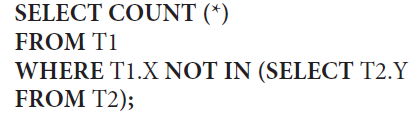 SELECT COUNT (*)
FROM T1
WHERE T1.X NOT IN (SELECT T2.Y
FROM T2);